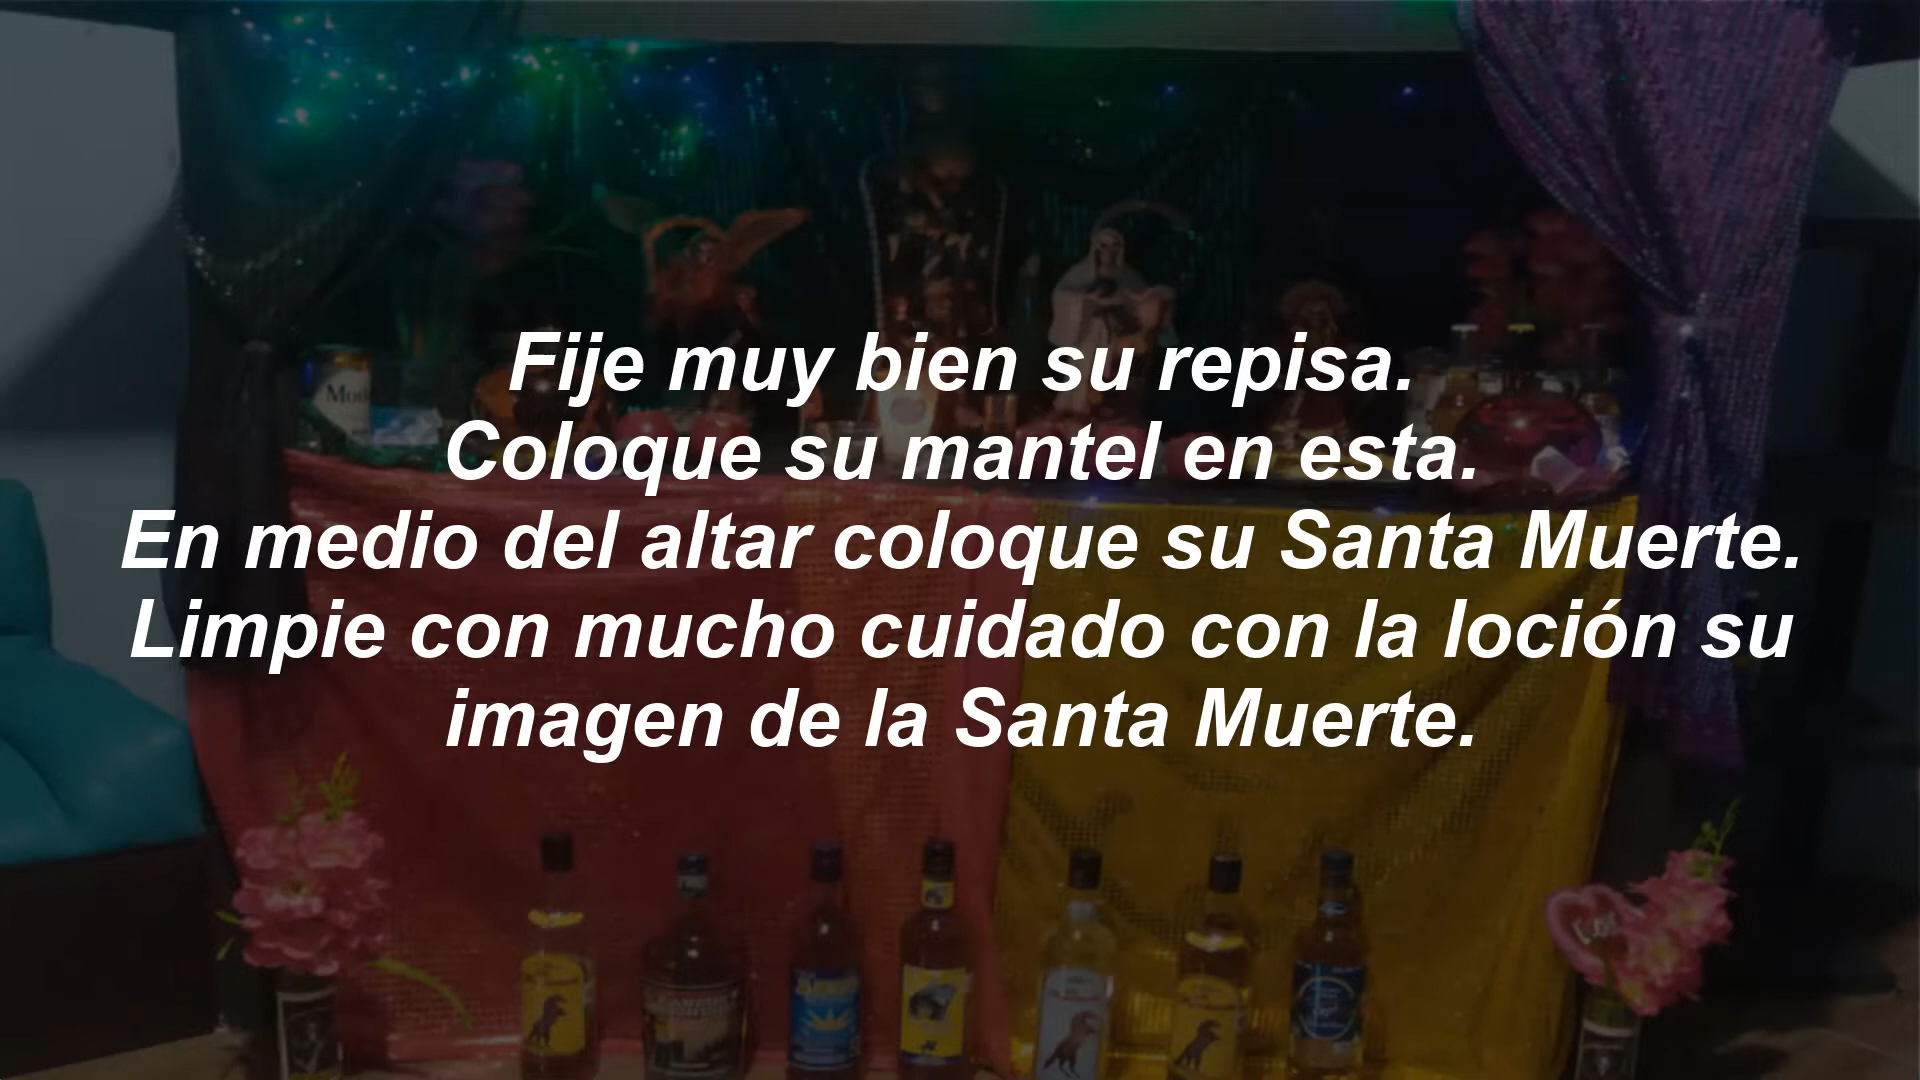 Fije muy bien su repisa.
Coloque su mantel en esta.
En medio del altar coloque su Santa Muerte.
Limpie con mucho cuidado con la loción su
imagen de la Santa Muerte.